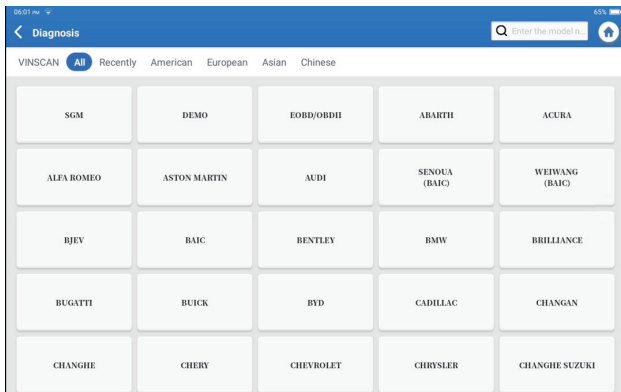 06:01 PM 65%
Diagnosis Enter the model n...
VINSCAN All Recently American European Asian Chinese
SGM DEMO EOBD/OBDII ABARTH ACURA
ALFA ROMEO ASTON MARTIN AUDI SENOUA (BAIC) WEIWANG (BAIC)
BJEV BAIC BENTLEY BMW BRILLIANCE
BUGATTI BUICK BYD CADILLAC CHANGAN
CHANGHE CHERY CHEVROLET CHRYSLER CHANGHE SUZUKI